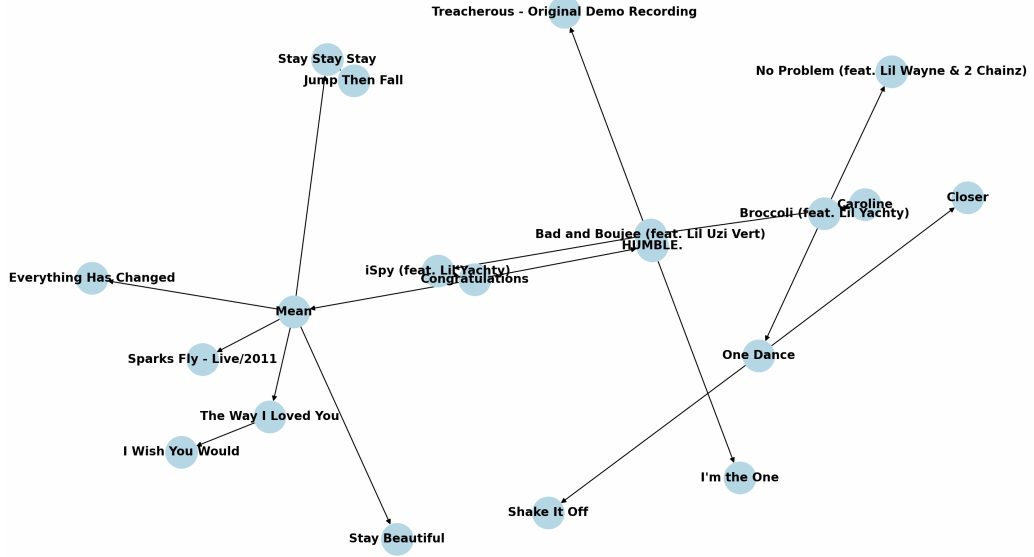 Treacherous - Original Demo Recording
Stay Stay Stay
No Problem (feat. Lil Wayne & 2 Chainz)
Jump Then Fall
Closer
Caroline
Broccoli (feat. Lil Yachty)
Bad and Boujee (feat. Lil Uzi Vert)
HUMBLE.
iSpy (feat. Lil Yachty)
Everything Has Changed
Congratulations
Mean
One Dance
Sparks Fly - Live/2011
The Way I Loved You
I Wish You Would
I'm the One
Shake It Off
Stay Beautiful